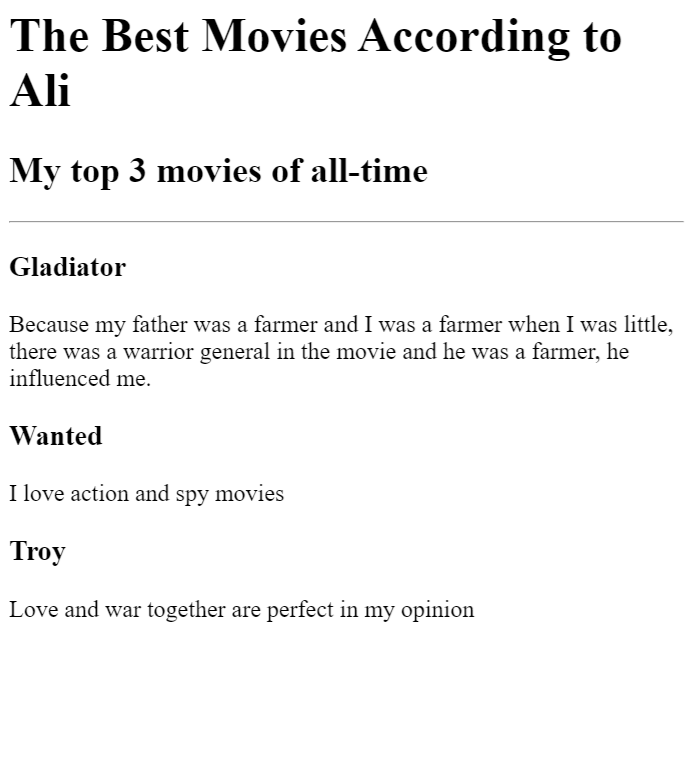 The Best Movies According to
Ali
My top 3 movies of all-time
Gladiator
Because my father was a farmer and I was a farmer when I was little,
there was a warrior general in the movie and he was a farmer, he
influenced me.
Wanted
I love action and spy movies
Troy
Love and war together are perfect in my opinion